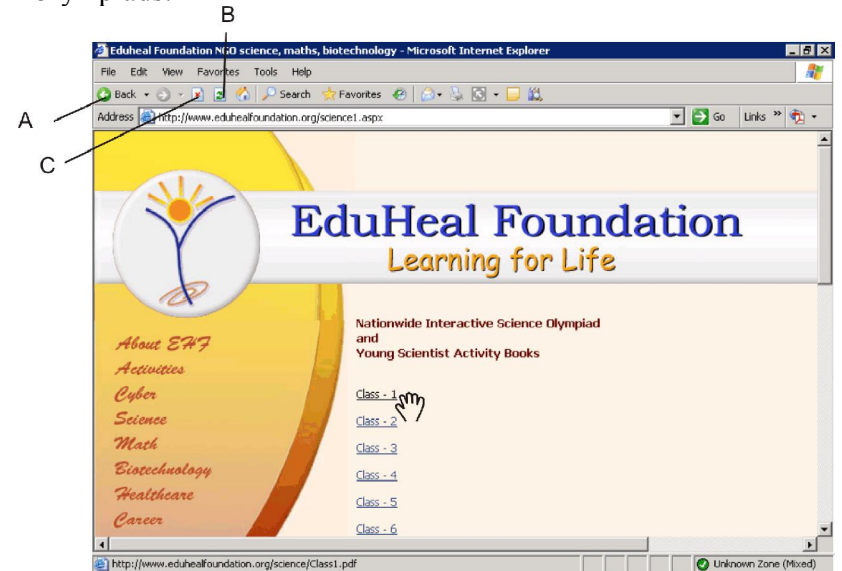 B
Eduheal Foundation NGO science, maths, biotechnology - Microsoft Internet Explorer
File Edit View Favorites Tools Help
Back Search Favorites
A
Address http://www.eduhealfoundation.org/science1.aspx Go Links »
C
EduHeal Foundation
Learning for Life
Nationwide Interactive Science Olympiad
and
Young Scientist Activity Books
About EHF
Activities
Cyber
Science
Math
Biotechnology
Healthcare
Career
Class - 1
Class - 2
Class - 3
Class - 4
Class - 5
Class - 6
http://www.eduhealfoundation.org/science/Class1.pdf Unknown Zone (Mixed)